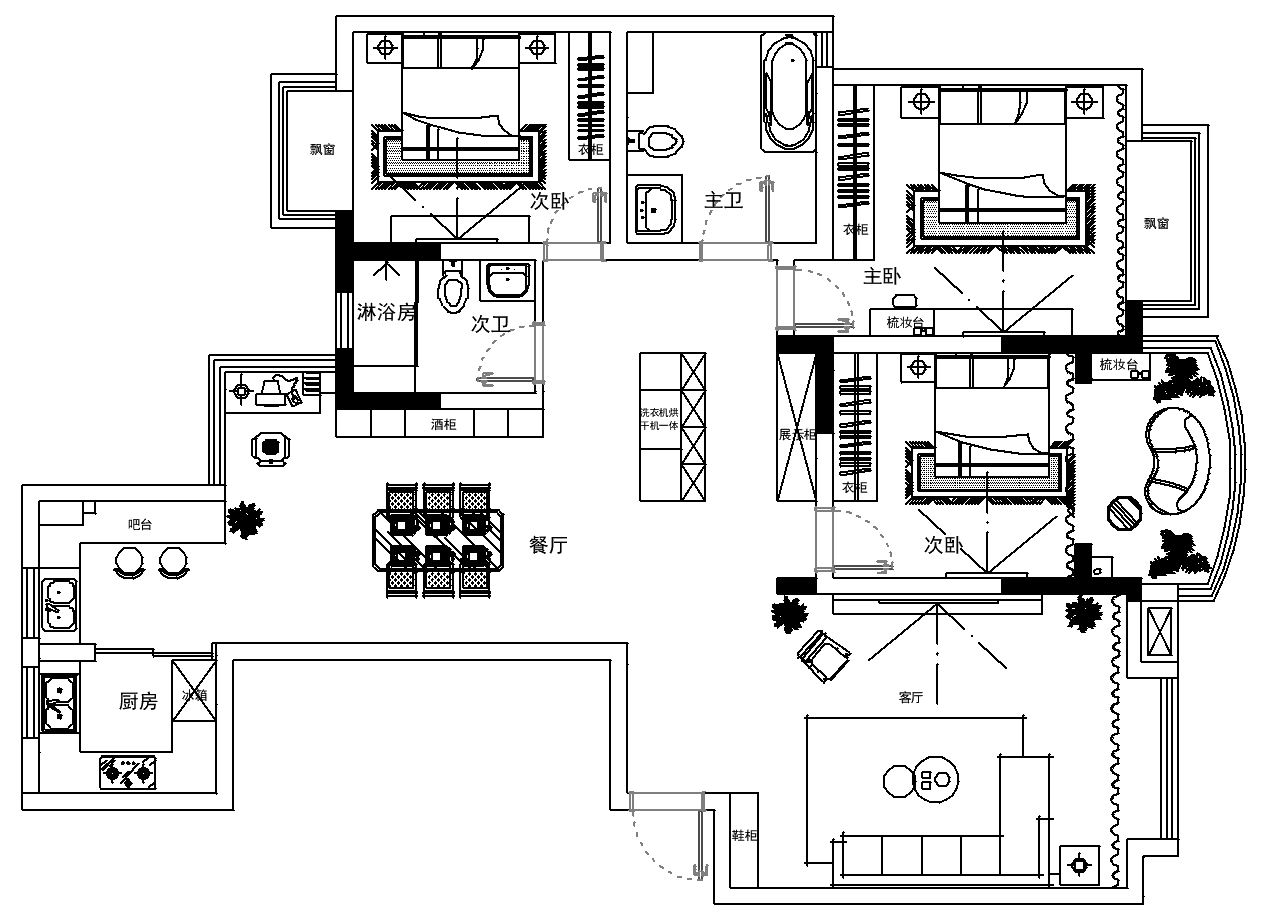 飘窗
衣柜
次卧
主卫
飘窗
衣柜
主卧
淋浴房
次卫
梳妆台
梳妆台
洗衣机烘
干机一体
酒柜
展示柜
衣柜
吧台
餐厅
次卧
厨房
冰箱
客厅
鞋柜